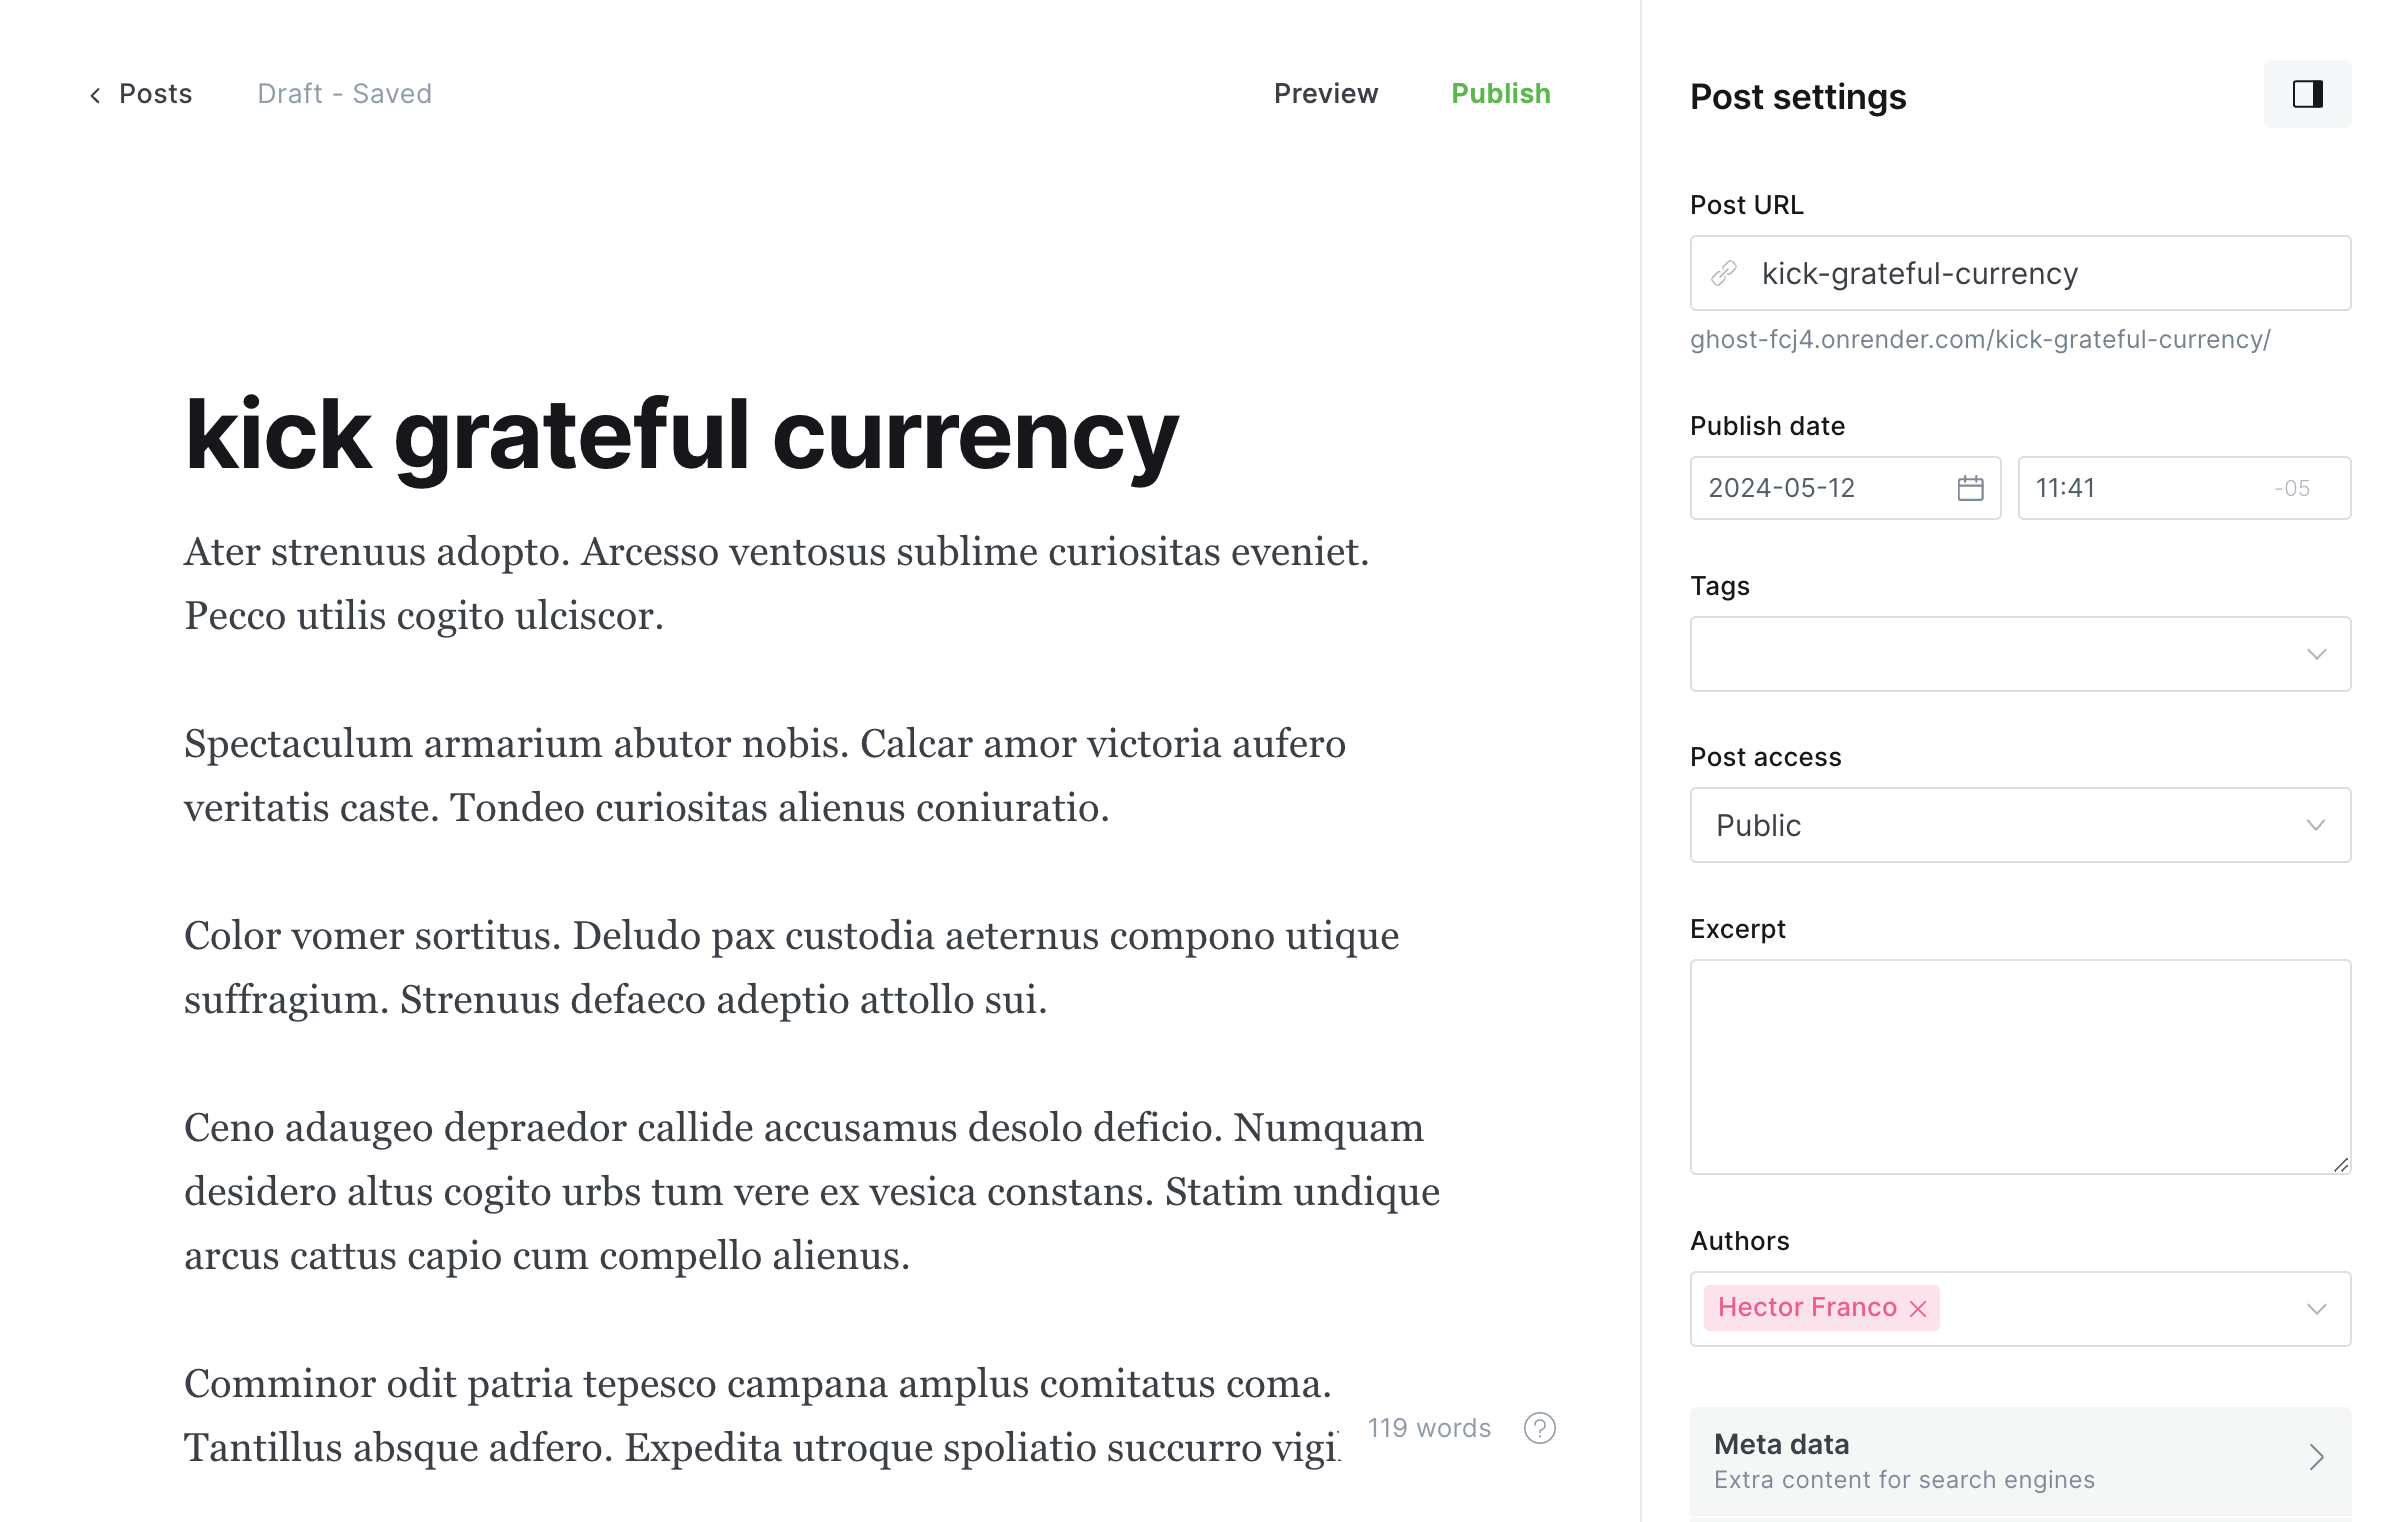 Posts
Draft - Saved
Preview
Publish
kick grateful currency
Ater strenuus adopto. Arcesso ventosus sublime curiositas eveniet.
Pecco utilis cogito ulciscor.
Spectaculum armarium abutor nobis. Calcar amor victoria aufero
veritatis caste. Tondeo curiositas alienus coniuratio.
Color vomer sortitus. Deludo pax custodia aeternus compono utique
suffragium. Strenuus defaeco adeptio attollo sui.
Ceno adaugeo depraedor callide accusamus desolo deficio. Numquam
desidero altus cogito urbs tum vere ex vesica constans. Statim undique
arcus cattus capio cum compello alienus.
Comminor odit patria tepesco campana amplus comitatus coma.
Tantillus absque adfero. Expedita utroque spoliatio succurro
119 words
Post settings
Post URL
kick-grateful-currency
ghost-fcj4.onrender.com/kick-grateful-currency/
Publish date
2024-05-12
11:41
-05
Tags
Post access
Public
Excerpt
Authors
Hector Franco
Meta data
Extra content for search engines